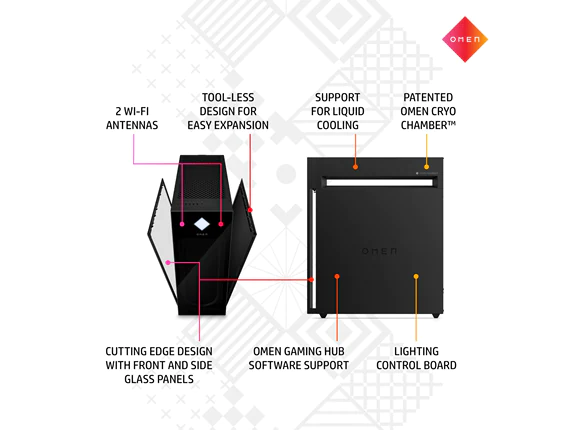 OMEN
2 WI-FI
ANTENNAS
TOOL-LESS
DESIGN FOR
EASY EXPANSION
SUPPORT
FOR LIQUID
COOLING
PATENTED
OMEN CRYO
CHAMBER™
OMEN
OMEN
CUTTING EDGE DESIGN
WITH FRONT AND SIDE
GLASS PANELS
OMEN GAMING HUB
SOFTWARE SUPPORT
LIGHTING
CONTROL BOARD